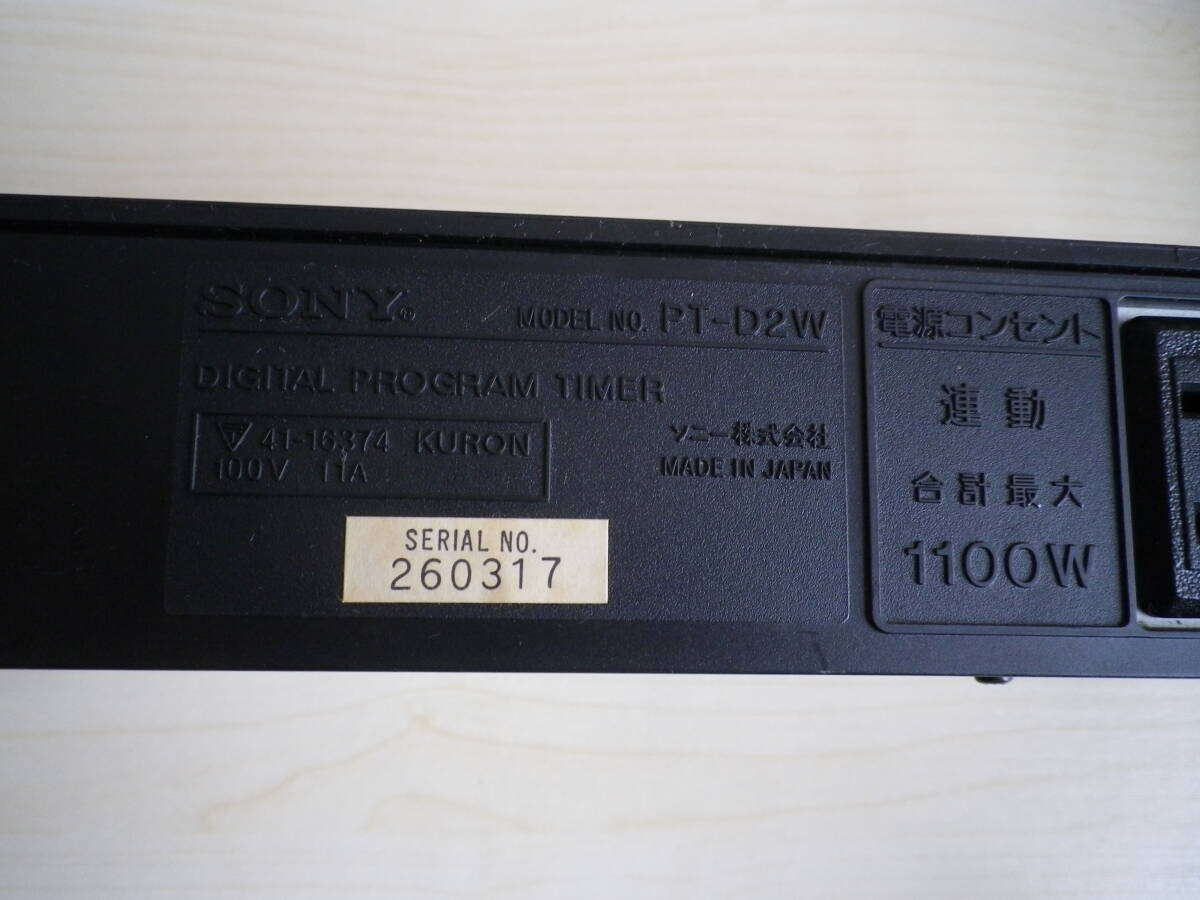 SONY® MODEL NO. PT-D2W
DIGITAL PROGRAM TIMER
T 41-16374 KURON
100V 11A
ソニー株式会社
MADE IN JAPAN
SERIAL NO.
260317
電源コンセント
連動
合計最大
1100W